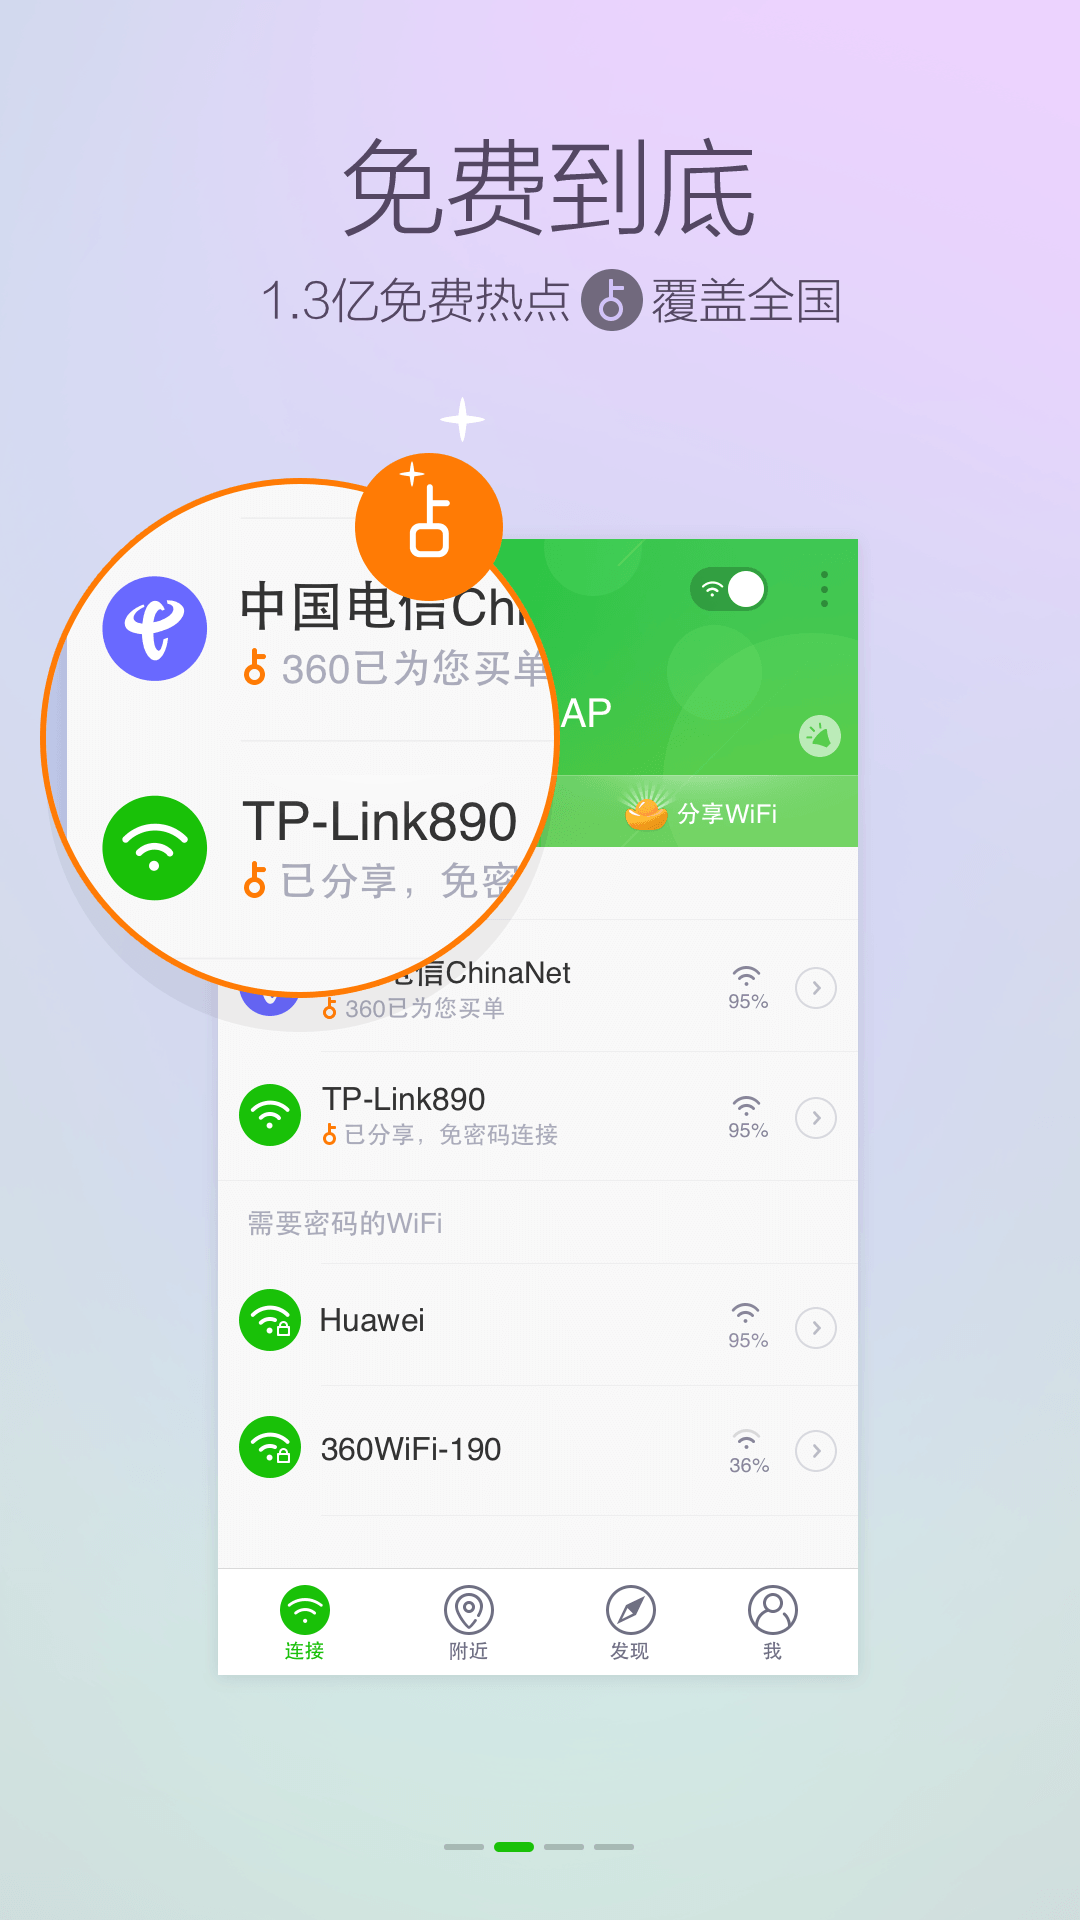 免费到底
1.3亿免费热点 覆盖全国
中国电信Chi
360已为您买单
AP
TP-Link890
分享WiFi
已分享，免密
电信ChinaNet
360已为您买单
95%
TP-Link890
已分享，免密码连接
95%
需要密码的WiFi
Huawei
95%
360WiFi-190
36%
连接
附近
发现
我